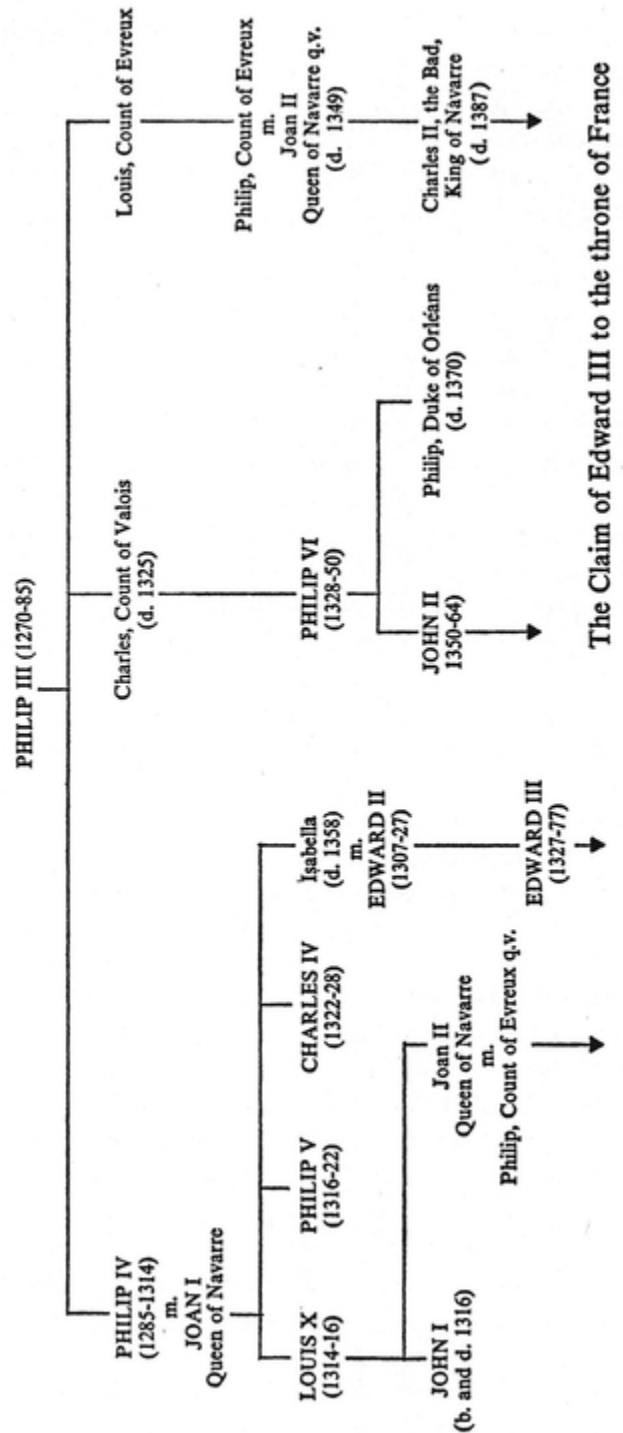 PHILIP III (1270-85)
PHILIP IV
(1285-1314)
m.
JOAN I
Queen of Navarre
Charles, Count of Valois
(d. 1325)
Louis, Count of Evreux
LOUIS X
(1314-16)
PHILIP V
(1316-22)
CHARLES IV
(1322-28)
Isabella
(d. 1358)
m.
EDWARD II
(1307-27)
PHILIP VI
(1328-50)
Philip, Count of Evreux
m.
Joan II
Queen of Navarre q.v.
(d. 1349)
JOHN I
(b. and d. 1316)
Joan II
Queen of Navarre
m.
Philip, Count of Evreux q.v.
EDWARD III
(1327-77)
JOHN II
1350-64)
Philip, Duke of Orléans
(d. 1370)
Charles II, the Bad,
King of Navarre
(d. 1387)
The Claim of Edward III to the throne of France